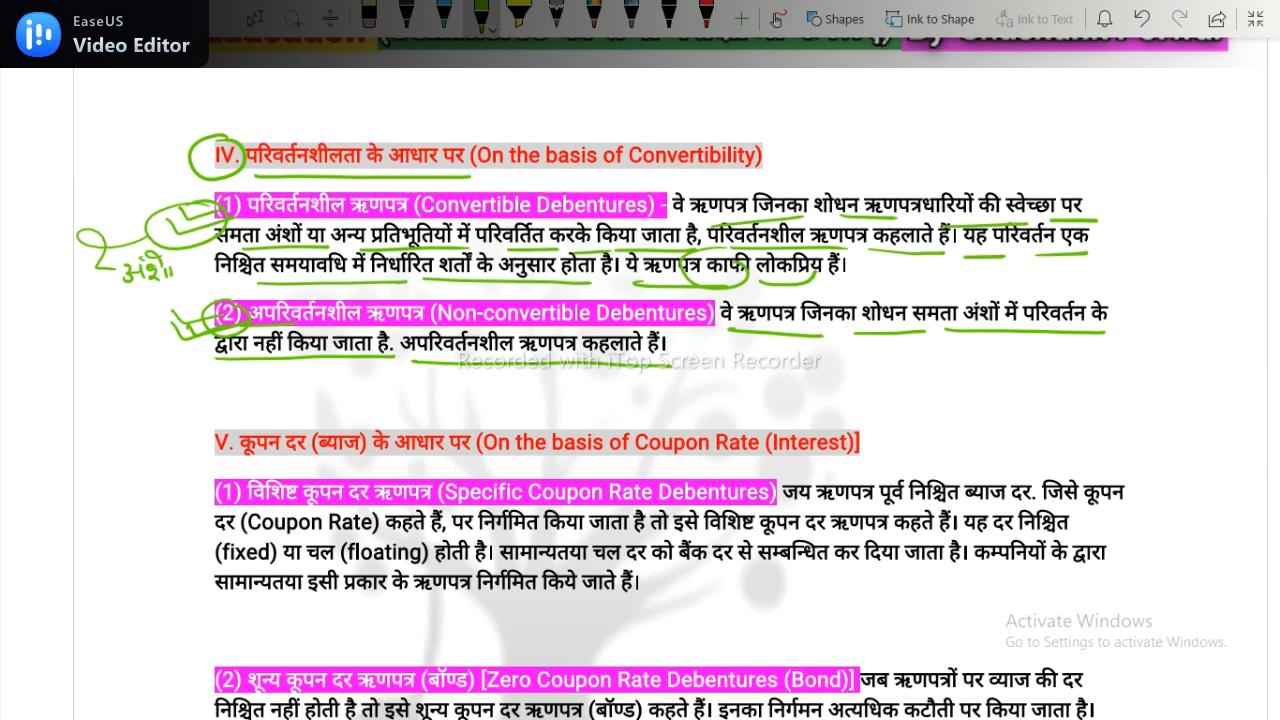 EaseUS
Video Editor
Shapes
Ink to Shape
Ink to Text
IV. परिवर्तनशीलता के आधार पर (On the basis of Convertibility)
(1) परिवर्तनशील ऋणपत्र (Convertible Debentures) - वे ऋणपत्र जिनका शोधन ऋणपत्रधारियों की स्वेच्छा पर
समता अंशों या अन्य प्रतिभूतियों में परिवर्तित करके किया जाता है, परिवर्तनशील ऋणपत्र कहलाते हैं। यह परिवर्तन एक
निश्चित समयावधि में निर्धारित शर्तों के अनुसार होता है। ये ऋणपत्र काफी लोकप्रिय हैं।
(2) अपरिवर्तनशील ऋणपत्र (Non-convertible Debentures) वे ऋणपत्र जिनका शोधन समता अंशों में परिवर्तन के
द्वारा नहीं किया जाता है. अपरिवर्तनशील ऋणपत्र कहलाते हैं।
Recorded with iTop Screen Recorder
V. कूपन दर (ब्याज) के आधार पर (On the basis of Coupon Rate (Interest)]
(1) विशिष्ट कूपन दर ऋणपत्र (Specific Coupon Rate Debentures) जय ऋणपत्र पूर्व निश्चित ब्याज दर. जिसे कूपन
दर (Coupon Rate) कहते हैं, पर निर्गमित किया जाता है तो इसे विशिष्ट कूपन दर ऋणपत्र कहते हैं। यह दर निश्चित
(fixed) या चल (floating) होती है। सामान्यतया चल दर को बैंक दर से सम्बन्धित कर दिया जाता है। कम्पनियों के द्वारा
सामान्यतया इसी प्रकार के ऋणपत्र निर्गमित किये जाते हैं।
Activate Windows
Go to Settings to activate Windows.
(2) शून्य कूपन दर ऋणपत्र (बॉण्ड) [Zero Coupon Rate Debentures (Bond)] जब ऋणपत्रों पर व्याज की दर
निश्चित नहीं होती है तो इसे शून्य कूपन दर ऋणपत्र (बॉण्ड) कहते हैं। इनका निर्गमन अत्यधिक कटौती पर किया जाता है।